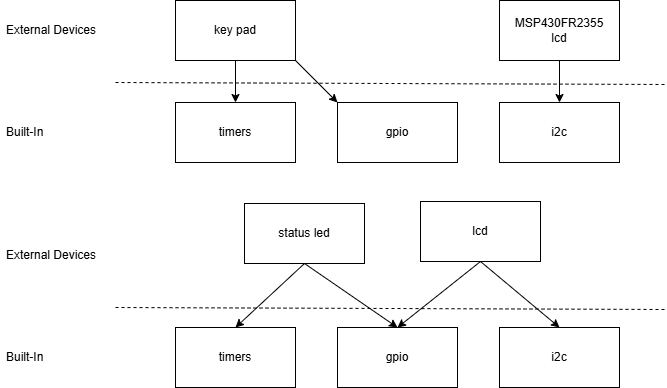 External Devices
key pad
MSP430FR2355
lcd
Built-In
timers
gpio
i2c
status led
lcd
External Devices
Built-In
timers
gpio
i2c